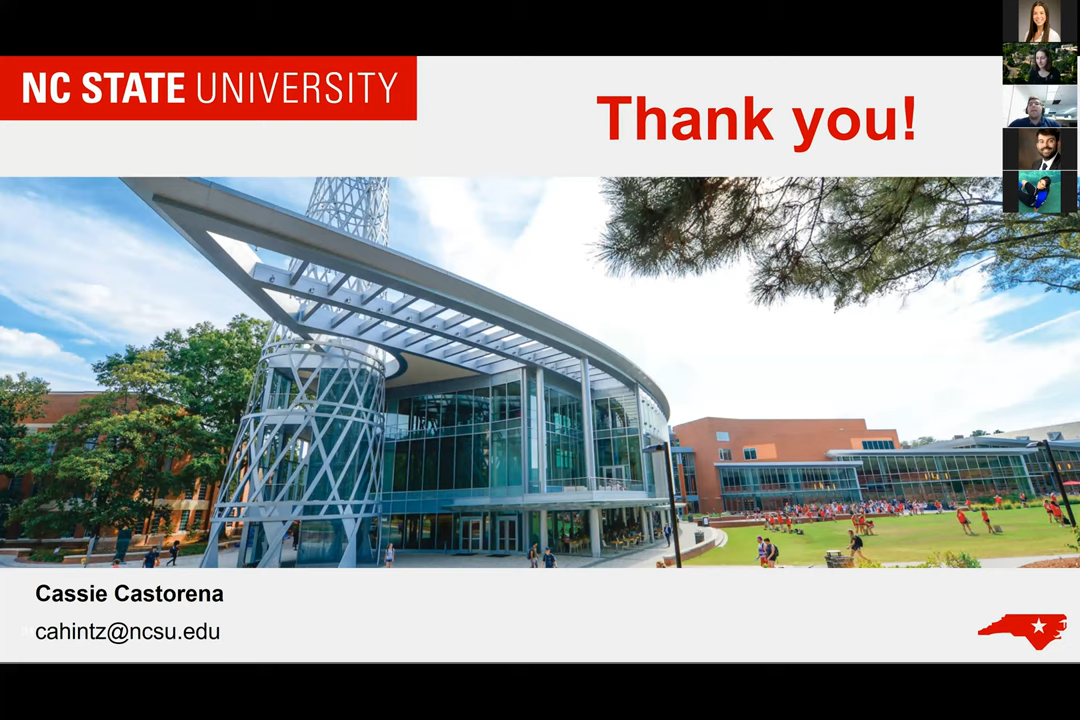 NC STATE UNIVERSITY
Thank you!
Cassie Castorena
cahintz@ncsu.edu